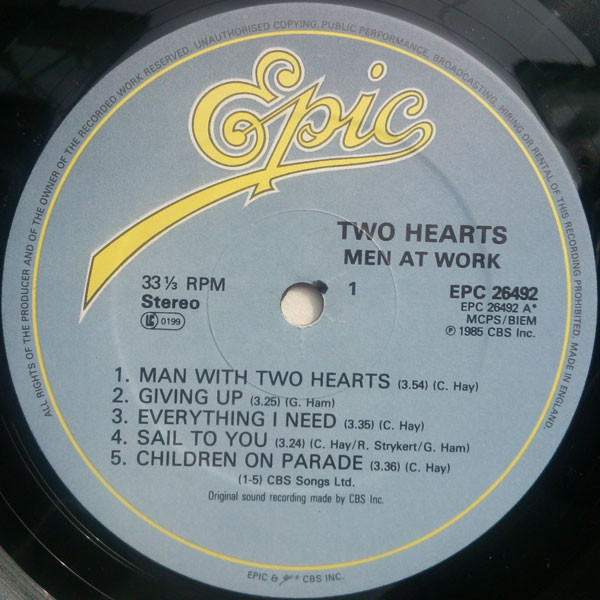 ALL RIGHTS OF THE PRODUCER AND OF THE OWNER OF THE RECORDED WORK RESERVED. UNAUTHORISED COPYING, PUBLIC PERFORMANCE, BROADCASTING, HIRING OR RENTAL OF THIS RECORDING PROHIBITED. MADE IN ENGLAND.
Epic
TWO HEARTS
MEN AT WORK
33⅓ RPM
Stereo
LC 0199
1
EPC 26492
EPC 26492 A*
MCPS/BIEM
℗ 1985 CBS Inc.
1. MAN WITH TWO HEARTS (3.54) (C. Hay)
2. GIVING UP (3.25) (G. Ham)
3. EVERYTHING I NEED (3.35) (C. Hay)
4. SAIL TO YOU (3.24) (C. Hay/R. Strykert/G. Ham)
5. CHILDREN ON PARADE (3.36) (C. Hay)
(1-5) CBS Songs Ltd.
Original sound recording made by CBS Inc.
EPIC & ® CBS INC.